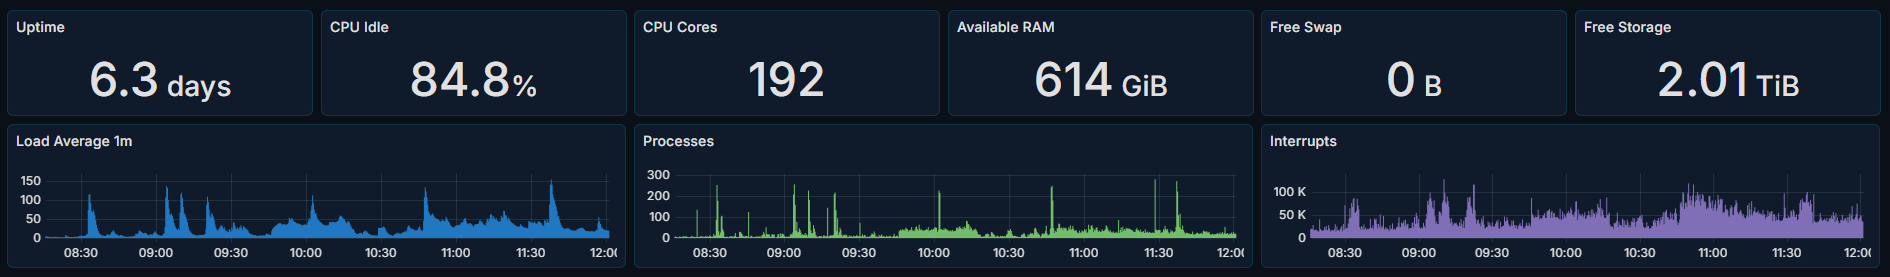 Uptime
6.3 days
CPU Idle
84.8%
CPU Cores
192
Available RAM
614 GiB
Free Swap
0 B
Free Storage
2.01 TiB
Load Average 1m
150
100
50
0
08:30 09:00 09:30 10:00 10:30 11:00 11:30 12:0
Processes
300
200
100
0
08:30 09:00 09:30 10:00 10:30 11:00 11:30 12:0
Interrupts
100 K
50 K
0
08:30 09:00 09:30 10:00 10:30 11:00 11:30 12:0